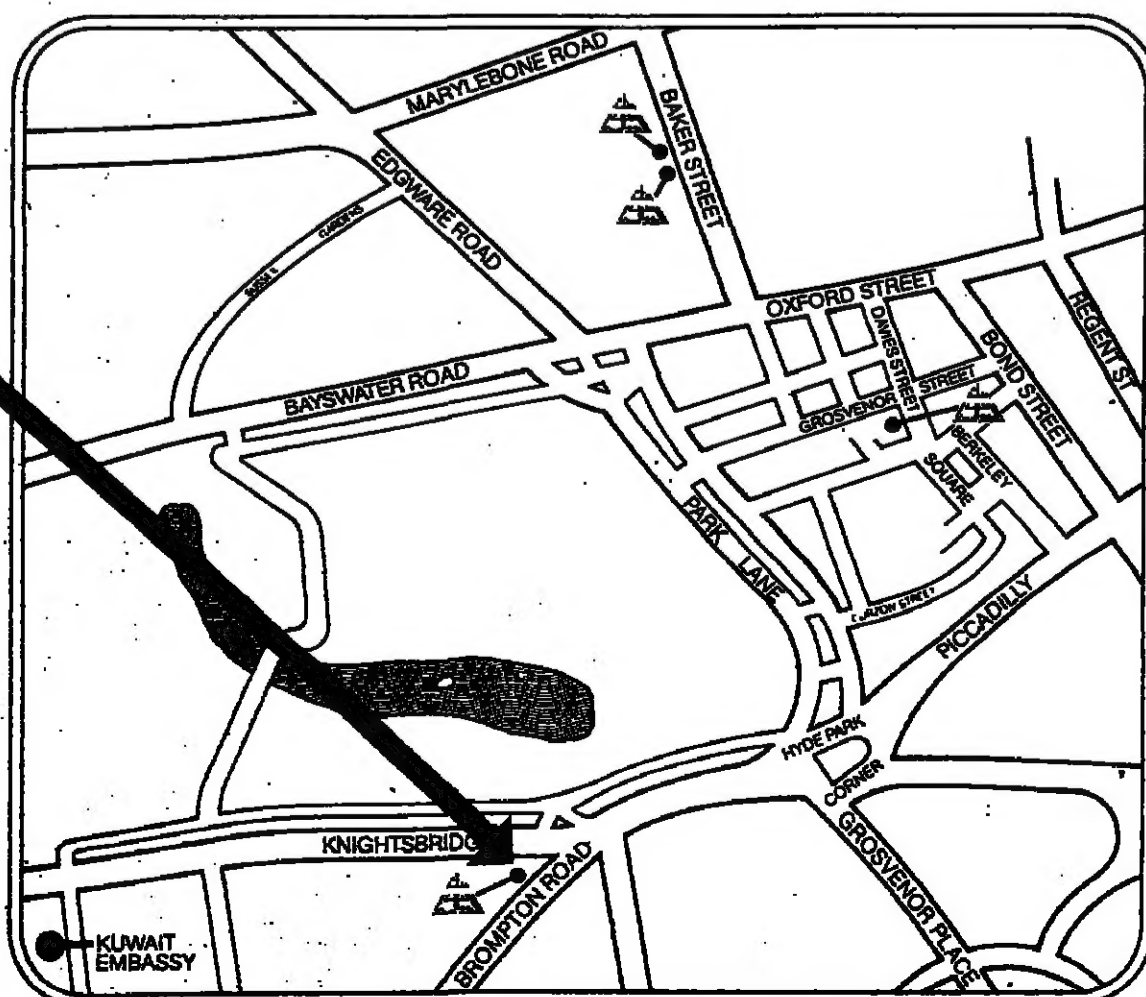 MARYLEBONE ROAD
BAKER STREET
EDGWARE ROAD
GARDENS
OXFORD STREET
REGENT ST
DAVIES STREET
BOND STREET
BAYSWATER ROAD
GROSVENOR STREET
BERKELEY
SQUARE
PARK LANE
PICCADILLY
HYDE PARK
CORNER
KNIGHTSBRIDG
GROSVENOR PLACE
BROMPTON ROAD
KUWAIT
EMBASSY